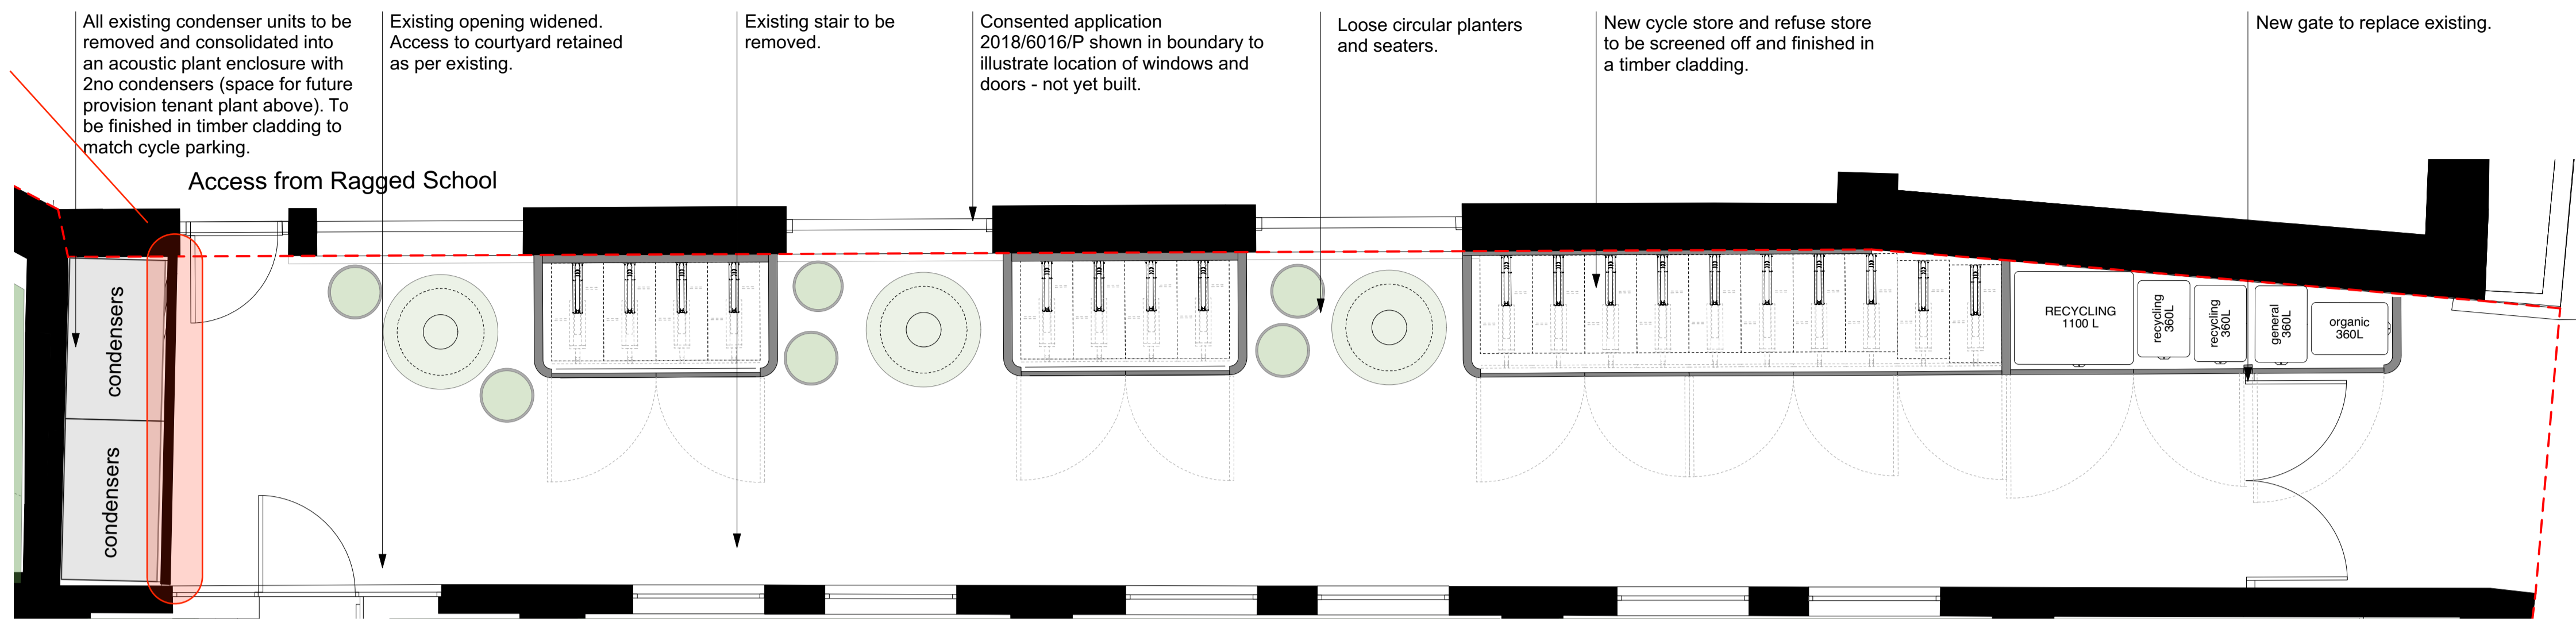 All existing condenser units to be
removed and consolidated into
an acoustic plant enclosure with
2no condensers (space for future
provision tenant plant above). To
be finished in timber cladding to
match cycle parking.
Existing opening widened.
Access to courtyard retained
as per existing.
Existing stair to be
removed.
Consented application
2018/6016/P shown in boundary to
illustrate location of windows and
doors - not yet built.
Loose circular planters
and seaters.
New cycle store and refuse store
to be screened off and finished in
a timber cladding.
New gate to replace existing.
Access from Ragged School
condensers
condensers
RECYCLING
1100 L
recycling
360L
recycling
360L
general
360L
organic
360L